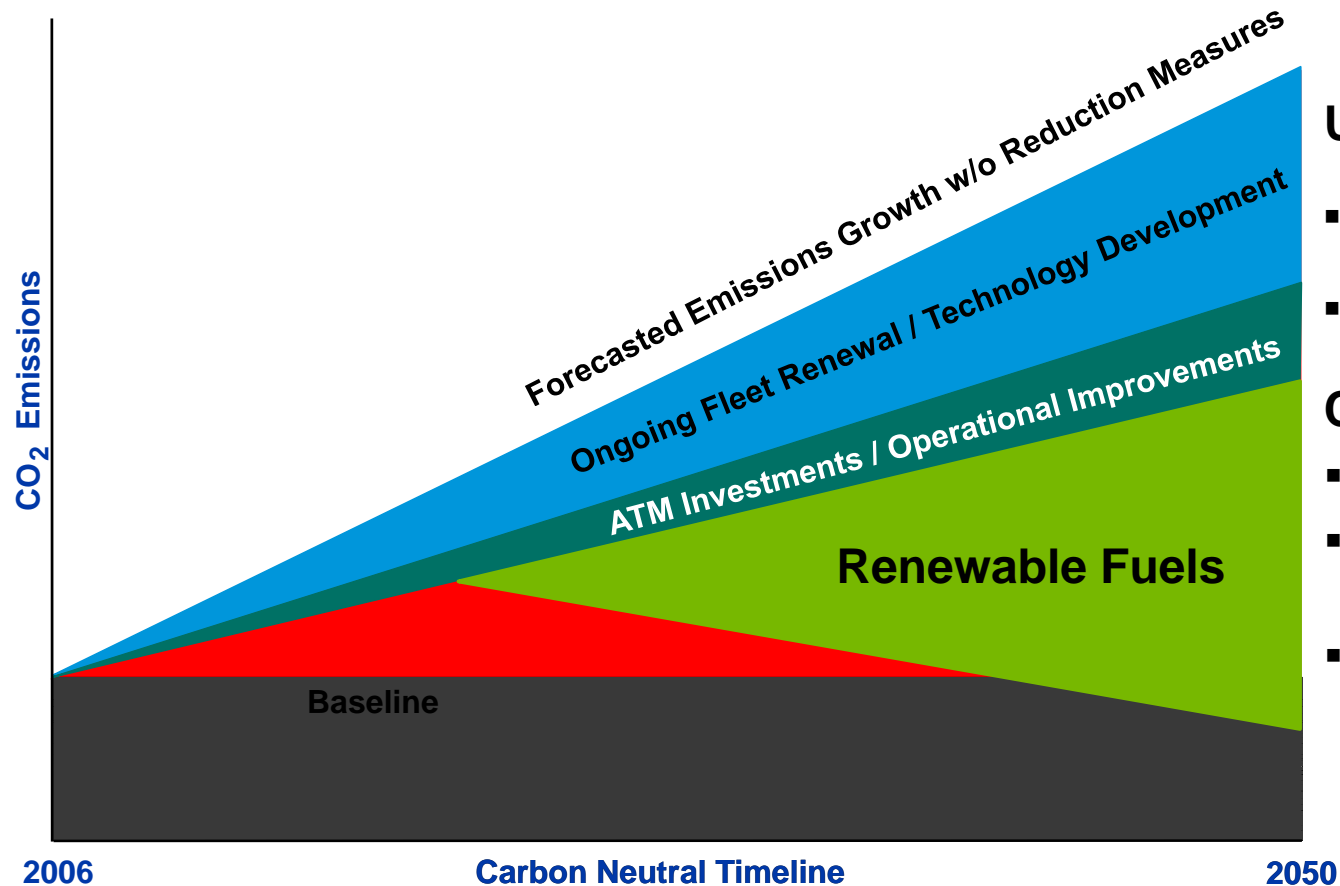 Forecasted Emissions Growth w/o Reduction Measures
Ongoing Fleet Renewal / Technology Development
ATM Investments / Operational Improvements
Renewable Fuels
Baseline
CO₂ Emissions
2006
Carbon Neutral Timeline
2050